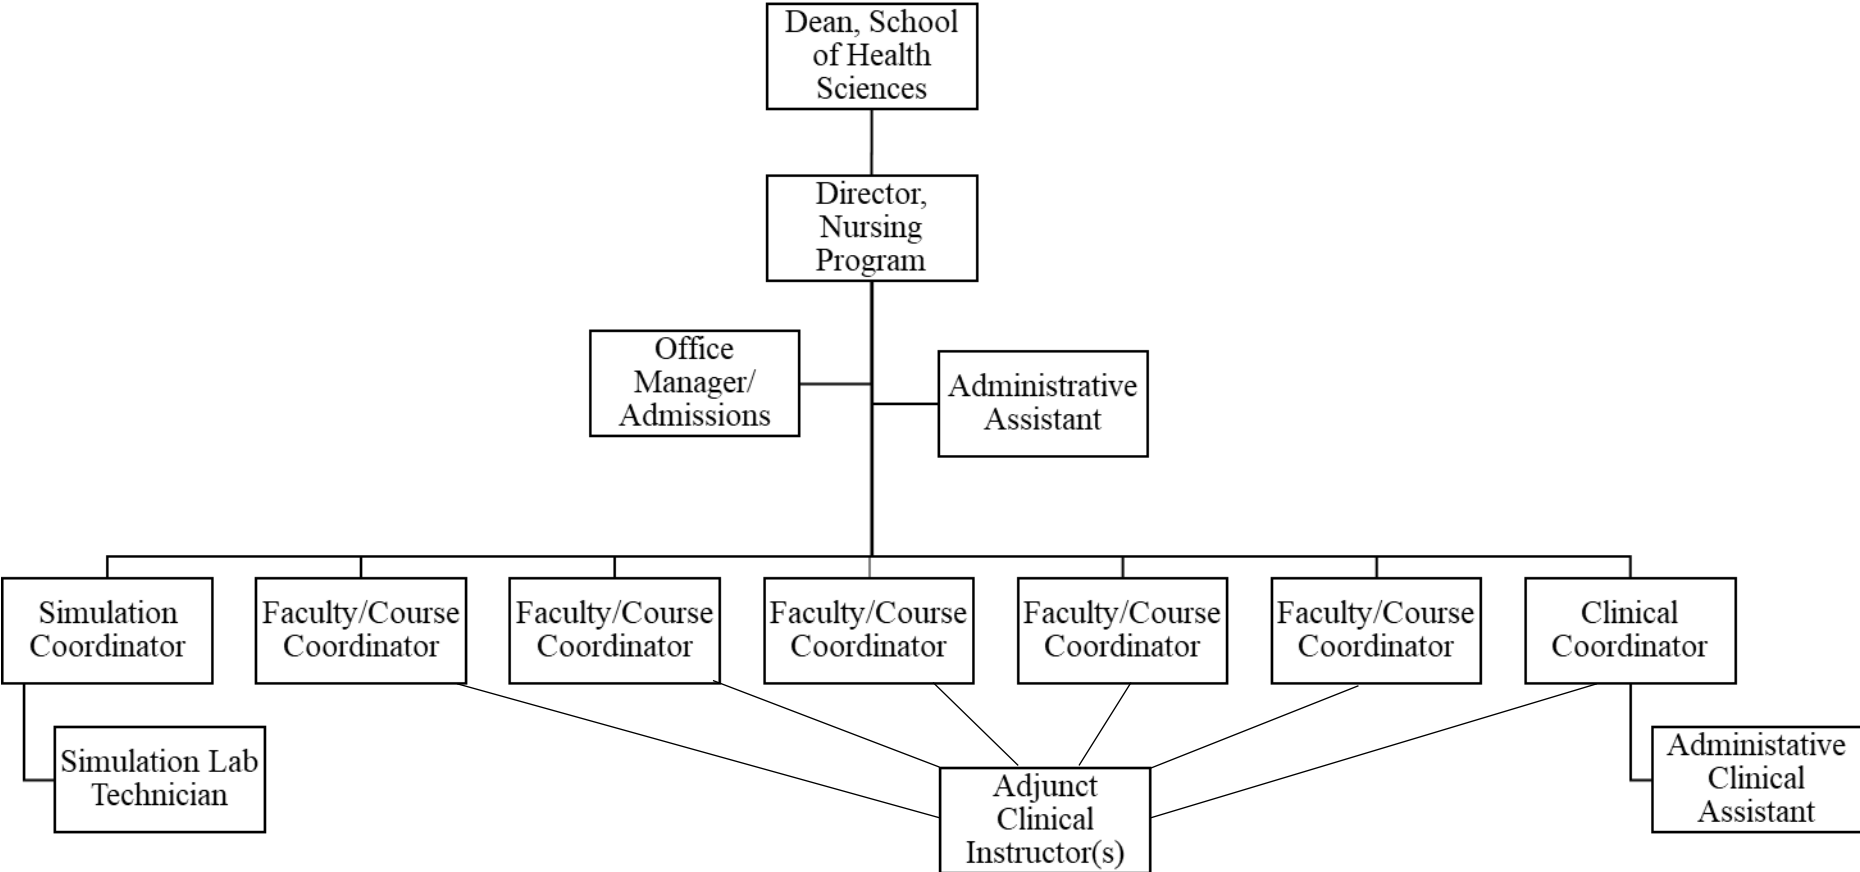 Dean, School
of Health
Sciences
Director,
Nursing
Program
Office
Manager/
Admissions
Administrative
Assistant
Simulation
Coordinator
Faculty/Course
Coordinator
Faculty/Course
Coordinator
Faculty/Course
Coordinator
Faculty/Course
Coordinator
Faculty/Course
Coordinator
Clinical
Coordinator
Simulation Lab
Technician
Adjunct
Clinical
Instructor(s)
Administative
Clinical
Assistant